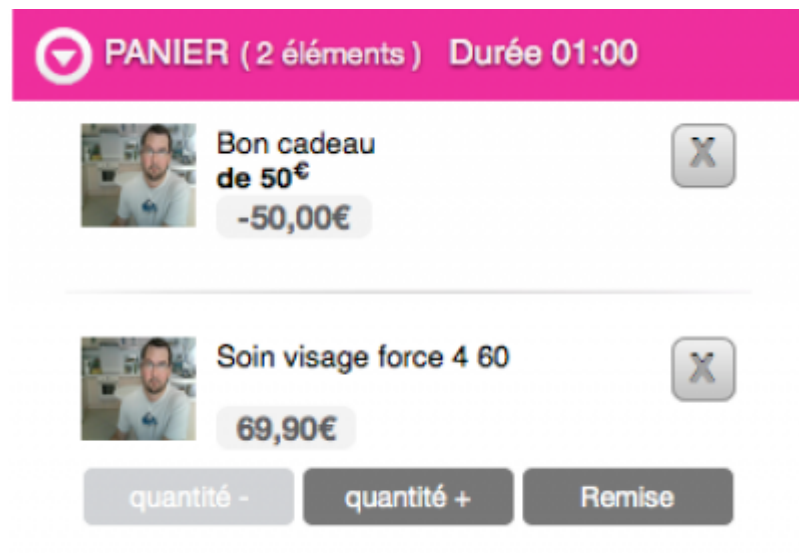 PANIER ( 2 éléments ) Durée 01:00
Bon cadeau
X
de 50€
-50,00€
Soin visage force 4 60
X
69,90€
quantité - quantité + Remise